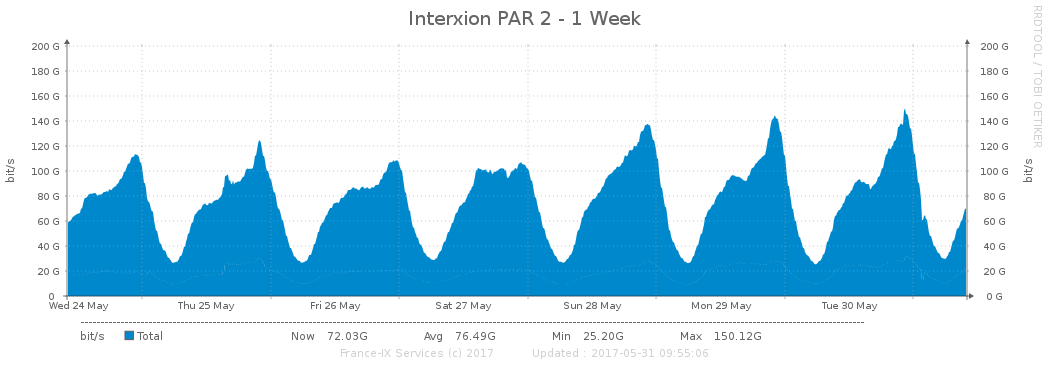 Interxion PAR 2 - 1 Week
RRDTOOL / TOBI OETIKER
200 G 200 G
180 G 180 G
160 G 160 G
140 G 140 G
120 G 120 G
100 G 100 G
80 G 80 G
60 G 60 G
40 G 40 G
20 G 20 G
0 0 G
bit/s
bit/s
Wed 24 May Thu 25 May Fri 26 May Sat 27 May Sun 28 May Mon 29 May Tue 30 May
bit/s Total Now 72.03G Avg 76.49G Min 25.20G Max 150.12G
France-IX Services (c) 2017 Updated : 2017-05-31 09:55:06